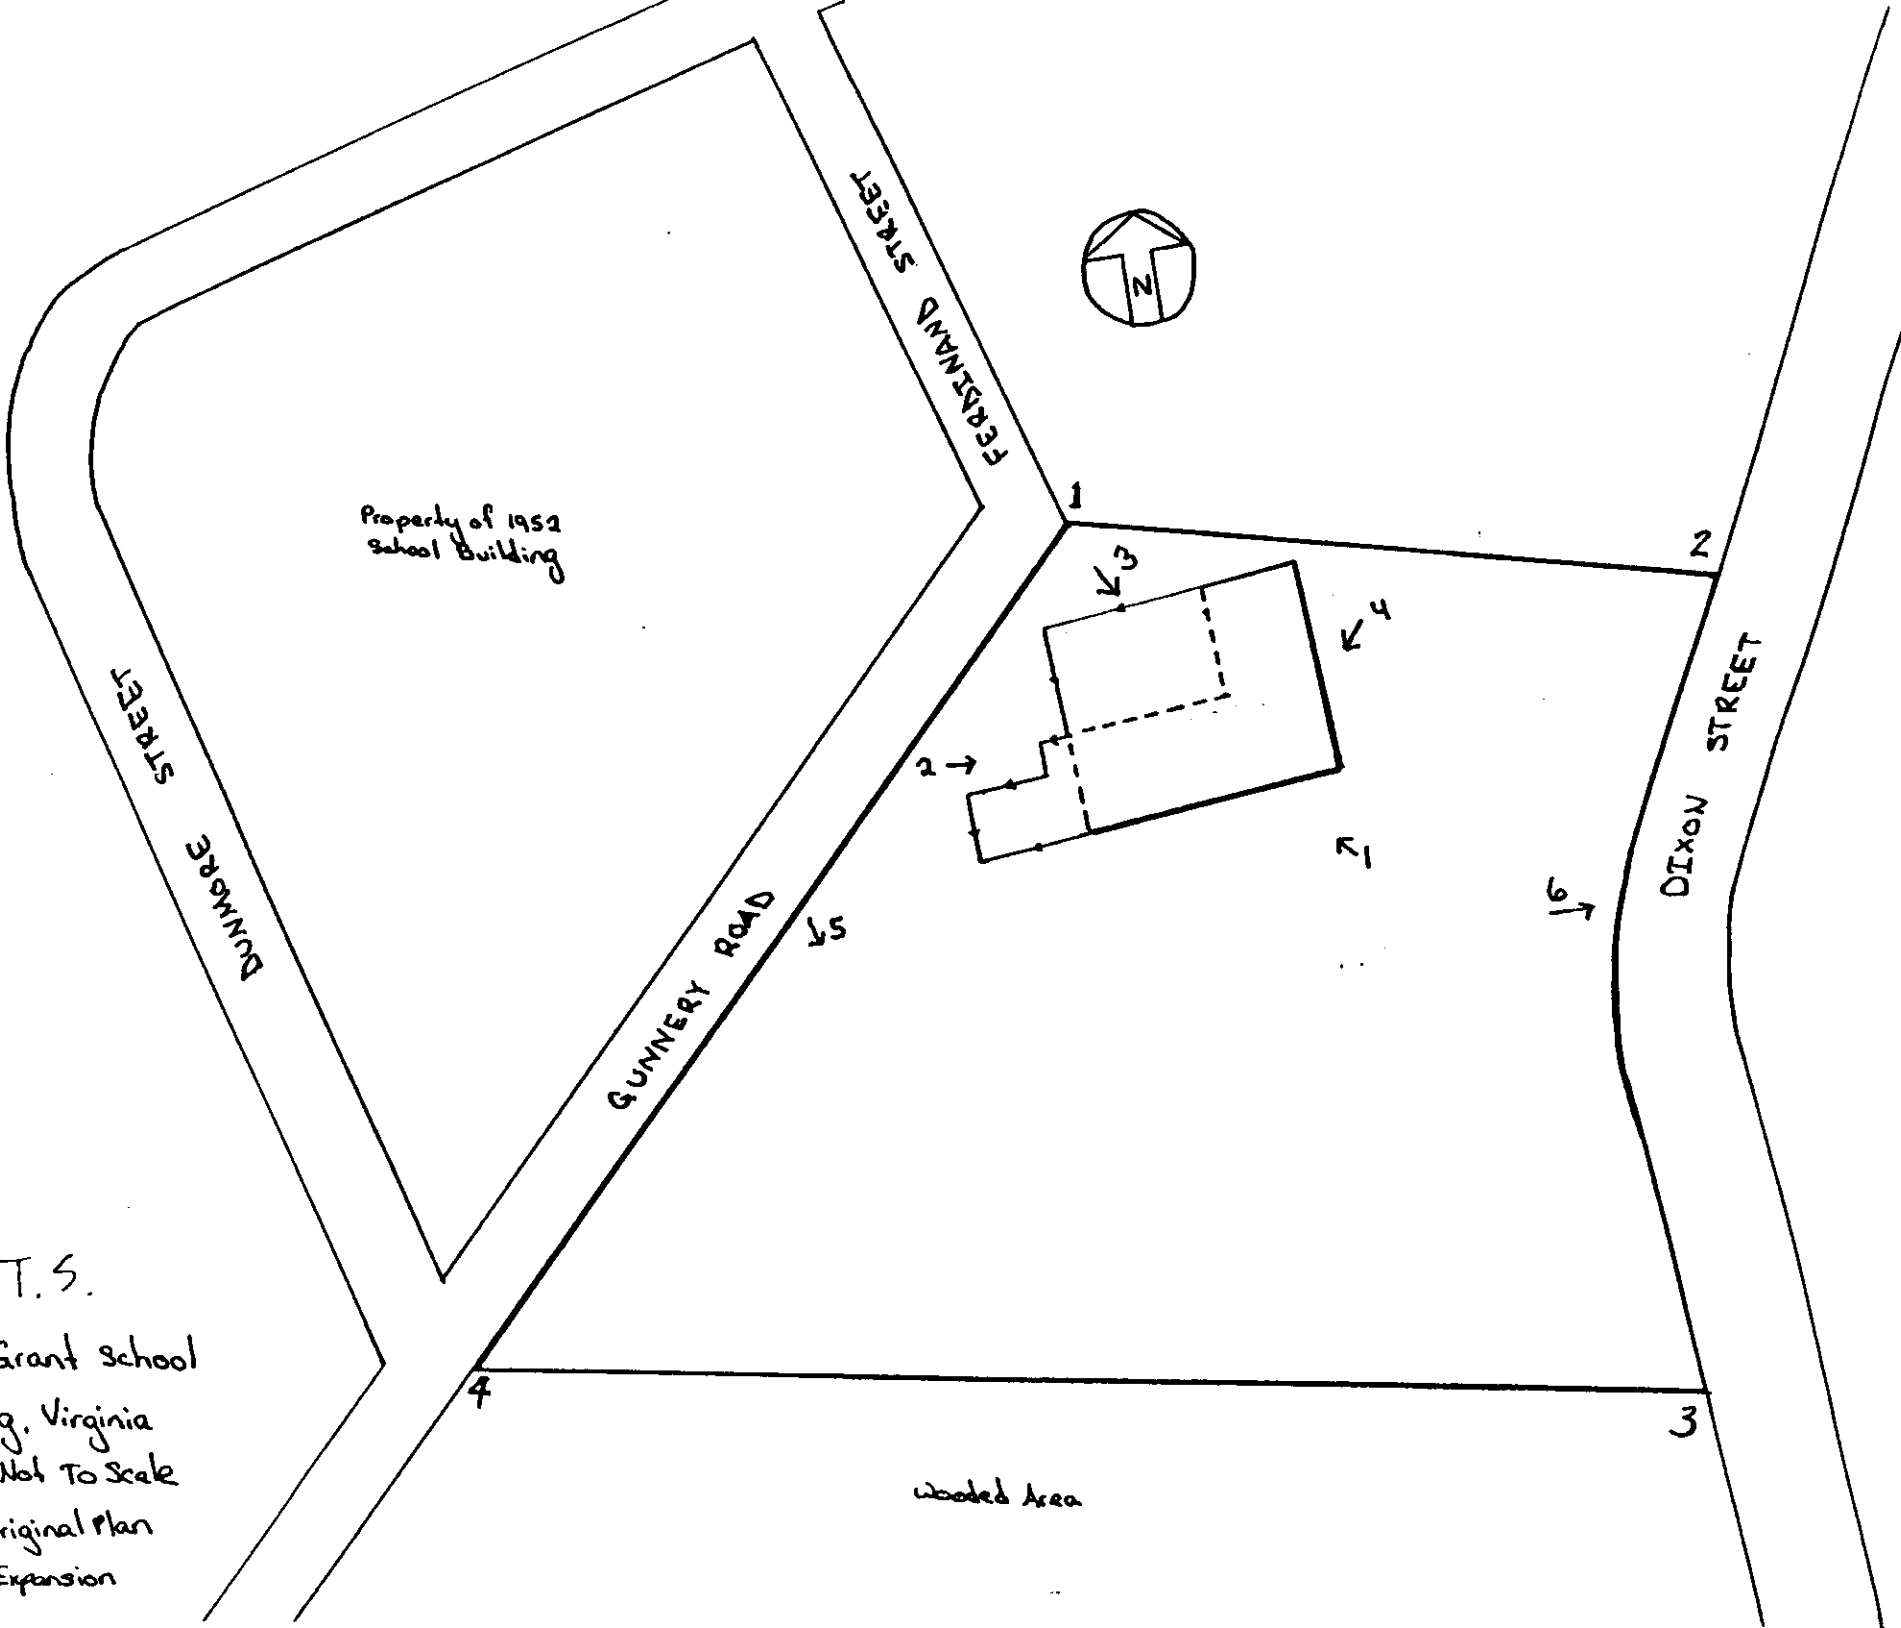 FERDINAND STREET
N
Property of 1952
School Building
1
2
3
4
2 →
DUNMORE STREET
DIXON STREET
1
6
5
GUNNERY ROAD
T.S.
Grant School
4
g, Virginia
3
Not To Scale
Wooded Area
riginal Plan
Expansion